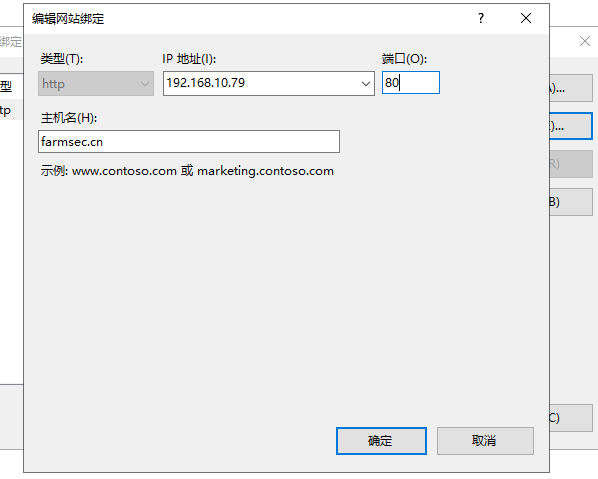 编辑网站绑定
?
绑定
类型(T):
IP 地址(I):
端口(O):
型
http
192.168.10.79
80
)...
tp
主机名(H):
)...
farmsec.cn
R)
示例: www.contoso.com 或 marketing.contoso.com
B)
C)
确定
取消